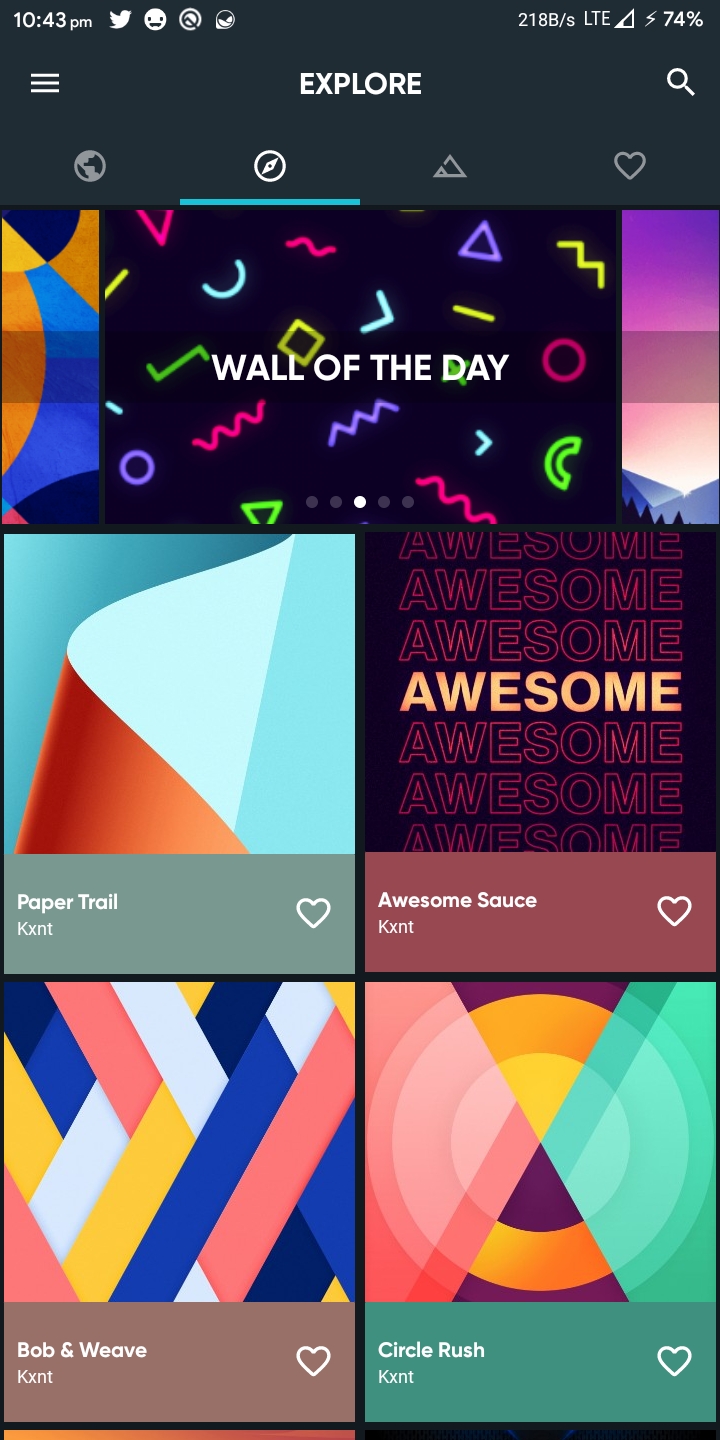 10:43 pm 218B/s LTE 74%
EXPLORE
WALL OF THE DAY
AWESOME
AWESOME
AWESOME
AWESOME
AWESOME
AWESOME
AWESOME
Paper Trail
Kxnt
Awesome Sauce
Kxnt
Bob & Weave
Kxnt
Circle Rush
Kxnt